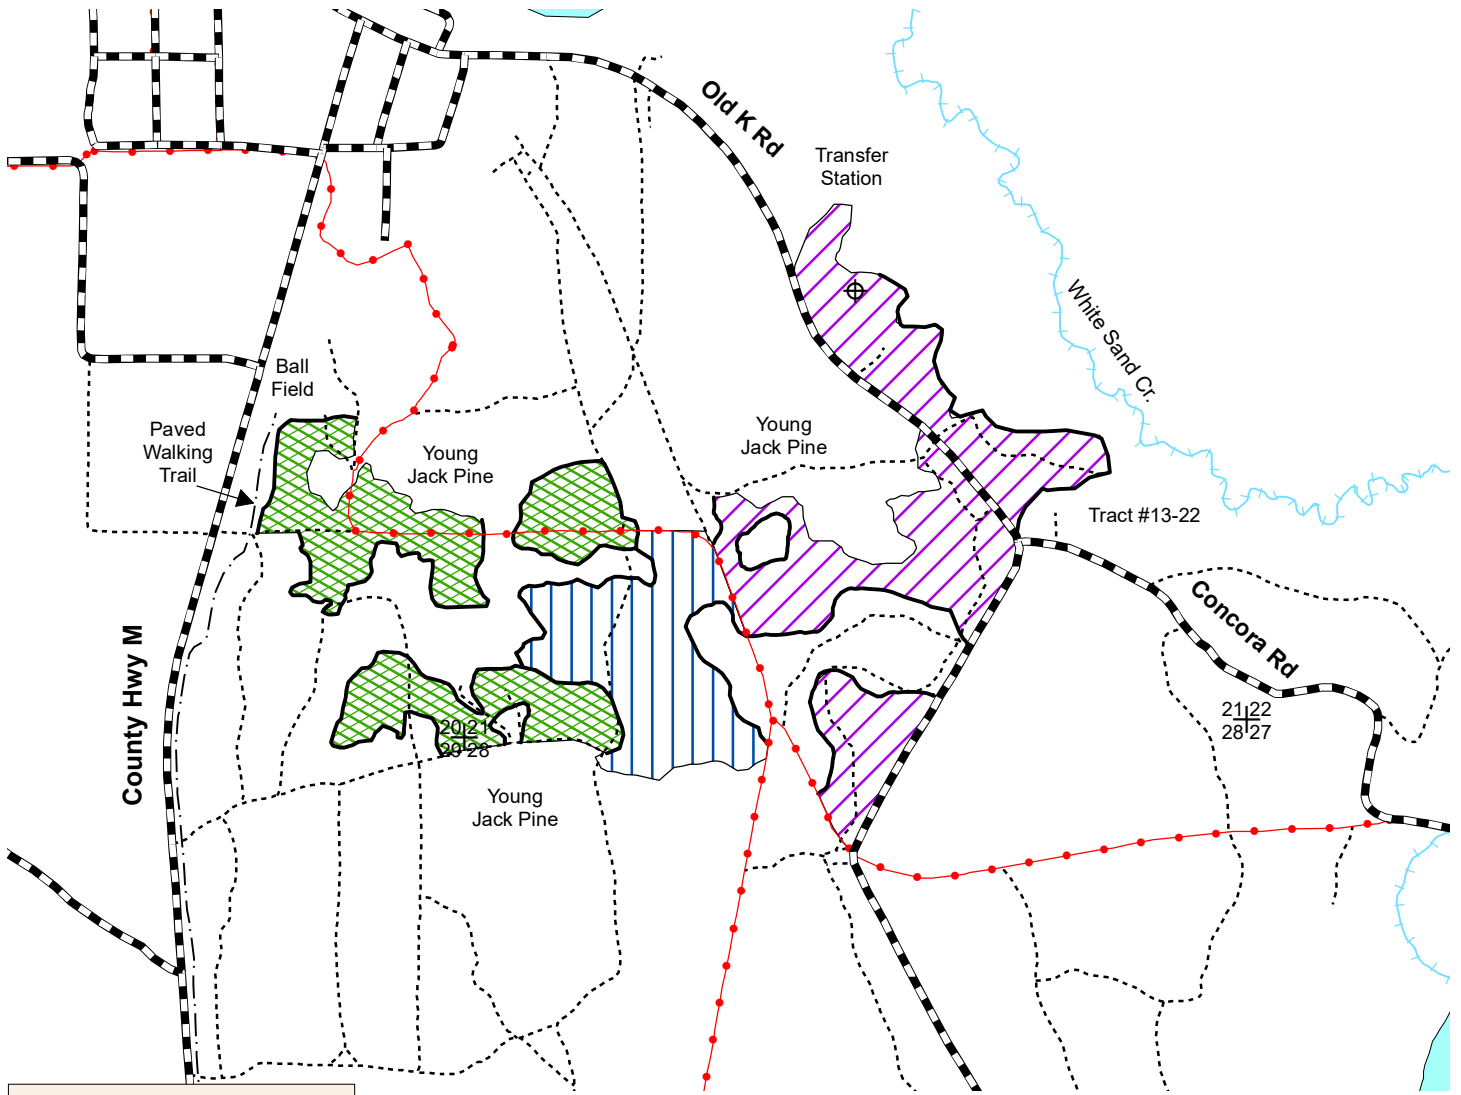 Old K Rd
Transfer
Station
White Sand Cr.
Ball
Field
Paved
Walking
Trail
Young
Jack Pine
Young
Jack Pine
Tract #13-22
Concora Rd
County Hwy M
21 22
28 27
20 21
29 28
Young
Jack Pine